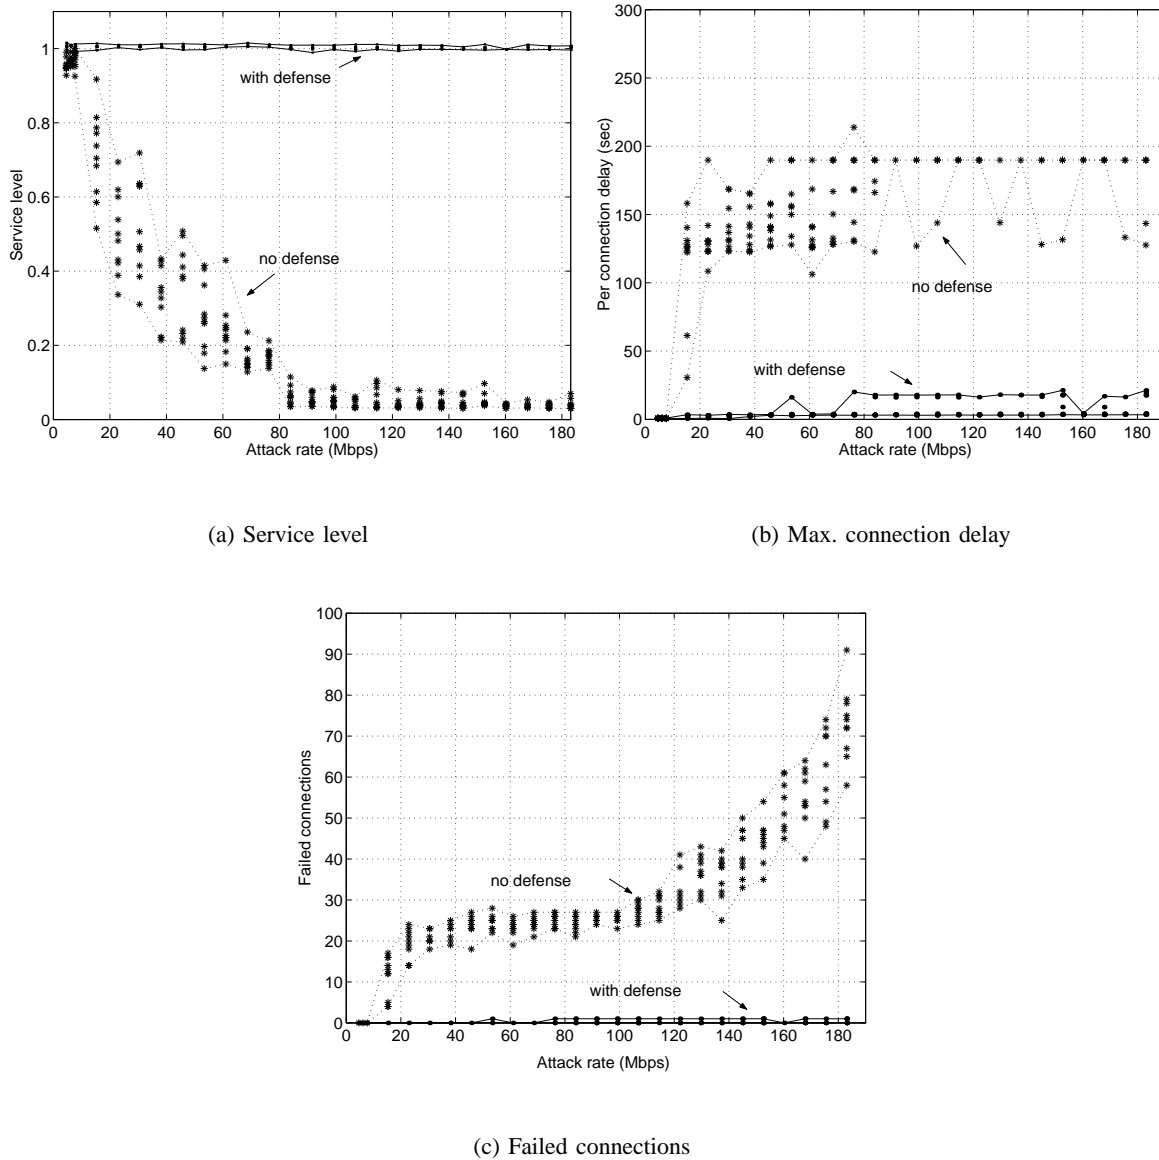 1
0.8
0.6
0.4
0.2
0
Service level
with defense
no defense
0 20 40 60 80 100 120 140 160 180
Attack rate (Mbps)
(a) Service level
300
250
200
150
100
50
0
Per connection delay (sec)
no defense
with defense
0 20 40 60 80 100 120 140 160 180
Attack rate (Mbps)
(b) Max. connection delay
100
90
80
70
60
50
40
30
20
10
0
Failed connections
no defense
with defense
0 20 40 60 80 100 120 140 160 180
Attack rate (Mbps)
(c) Failed connections